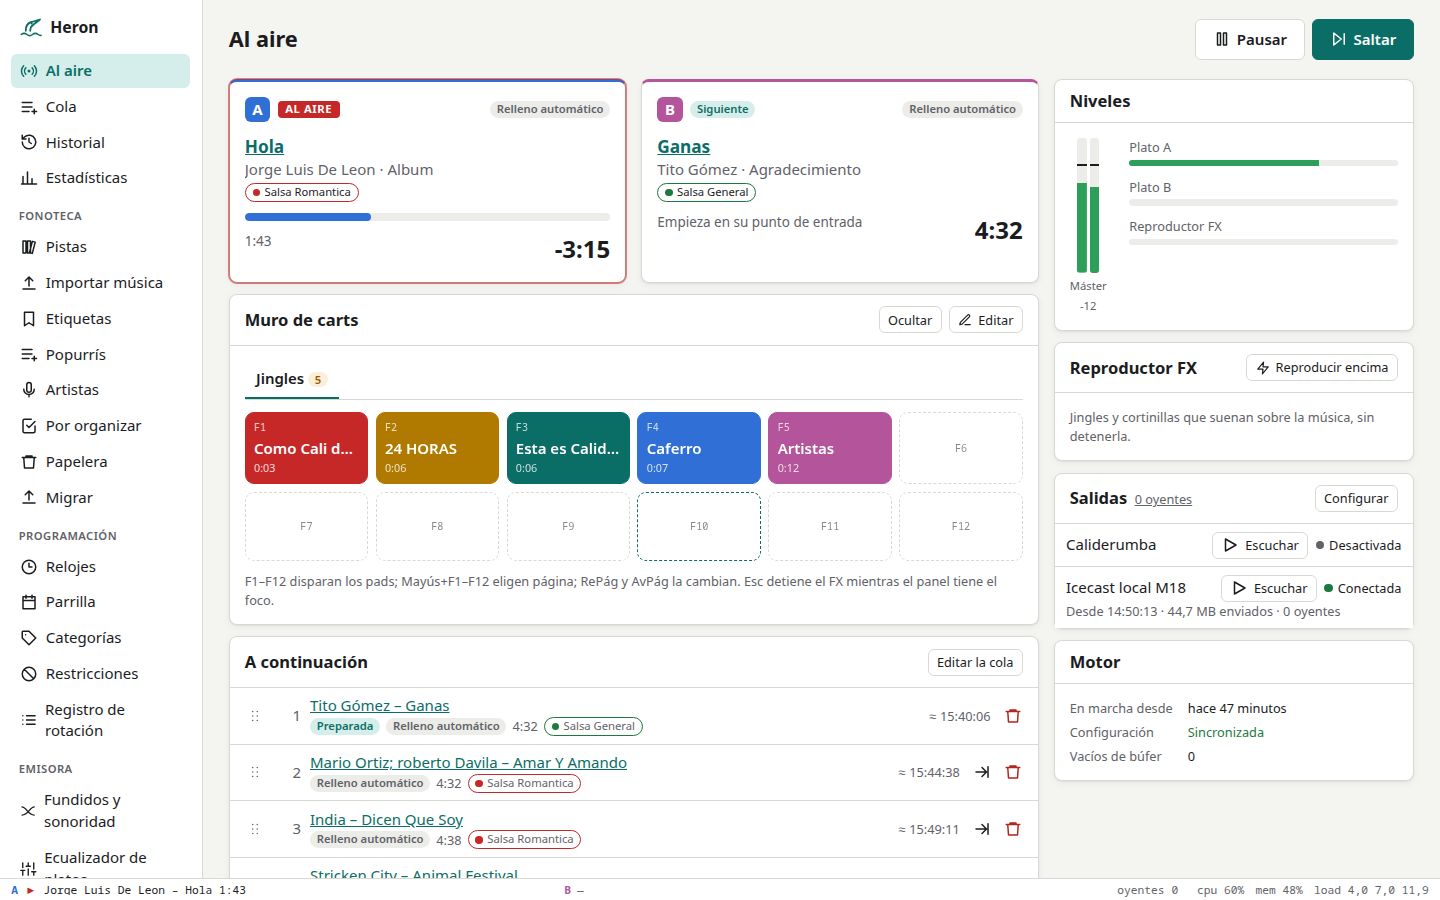 Heron
Al aire
Cola
Historial
Estadísticas
FONOTECA
Pistas
Importar música
Etiquetas
Popurrís
Artistas
Por organizar
Papelera
Migrar
PROGRAMACIÓN
Relojes
Parrilla
Categorías
Restricciones
Registro de
rotación
EMISORA
Fundidos y
sonoridad
Ecualizador de
Al aire
Pausar
Saltar
A AL AIRE Relleno automático
Hola
Jorge Luis De Leon · Album
Salsa Romantica
1:43
-3:15
B Siguiente Relleno automático
Ganas
Tito Gómez · Agradecimiento
Salsa General
Empieza en su punto de entrada
4:32
Muro de carts
Ocultar
Editar
Jingles 5
F1
Como Cali d...
0:03
F2
24 HORAS
0:06
F3
Esta es Calid...
0:06
F4
Caferro
0:07
F5
Artistas
0:12
F6
F7
F8
F9
F10
F11
F12
F1–F12 disparan los pads; Mayús+F1–F12 eligen página; RePág y AvPág la cambian. Esc detiene el FX mientras el panel tiene el
foco.
A continuación
Editar la cola
1 Tito Gómez – Ganas
Preparada Relleno automático 4:32 Salsa General
≈ 15:40:06
2 Mario Ortiz; roberto Davila – Amar Y Amando
Relleno automático 4:32 Salsa Romantica
≈ 15:44:38
3 India – Dicen Que Soy
Relleno automático 4:38 Salsa Romantica
≈ 15:49:11
Stricken City – Animal Festival
Niveles
Máster
-12
Plato A
Plato B
Reproductor FX
Reproductor FX
Reproducir encima
Jingles y cortinillas que suenan sobre la música, sin
detenerla.
Salidas 0 oyentes
Configurar
Caliderumba Escuchar Desactivada
Icecast local M18 Escuchar Conectada
Desde 14:50:13 · 44,7 MB enviados · 0 oyentes
Motor
En marcha desde hace 47 minutos
Configuración Sincronizada
Vacíos de búfer 0
A ▶ Jorge Luis De Leon – Hola 1:43
B —
oyentes 0 cpu 60% mem 48% load 4,0 7,0 11,9